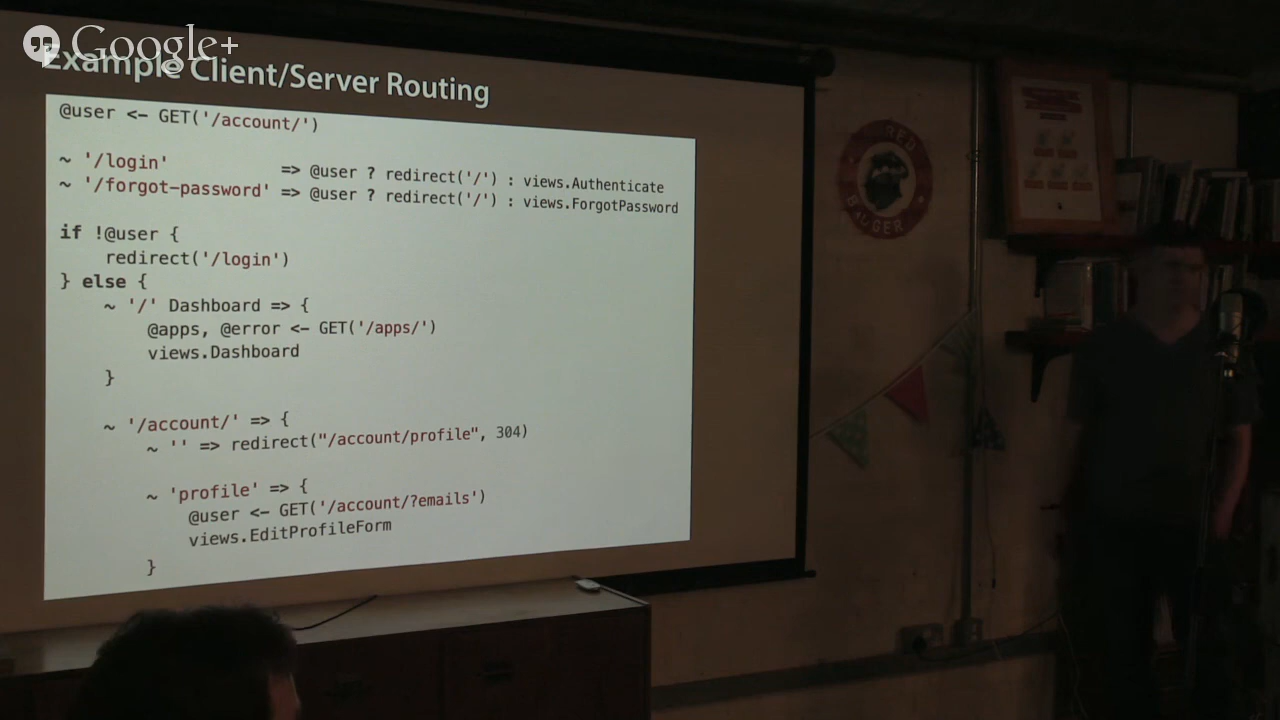 Google+
Example Client/Server Routing
@user <- GET('/account/')
~ '/login' => @user ? redirect('/') : views.Authenticate
~ '/forgot-password' => @user ? redirect('/') : views.ForgotPassword
if !@user {
redirect('/login')
} else {
~ '/' Dashboard => {
@apps, @error <- GET('/apps/')
views.Dashboard
}
~ '/account/' => {
~ '' => redirect("/account/profile", 304)
~ 'profile' => {
@user <- GET('/account/?emails')
views.EditProfileForm
}
RED
BADGER